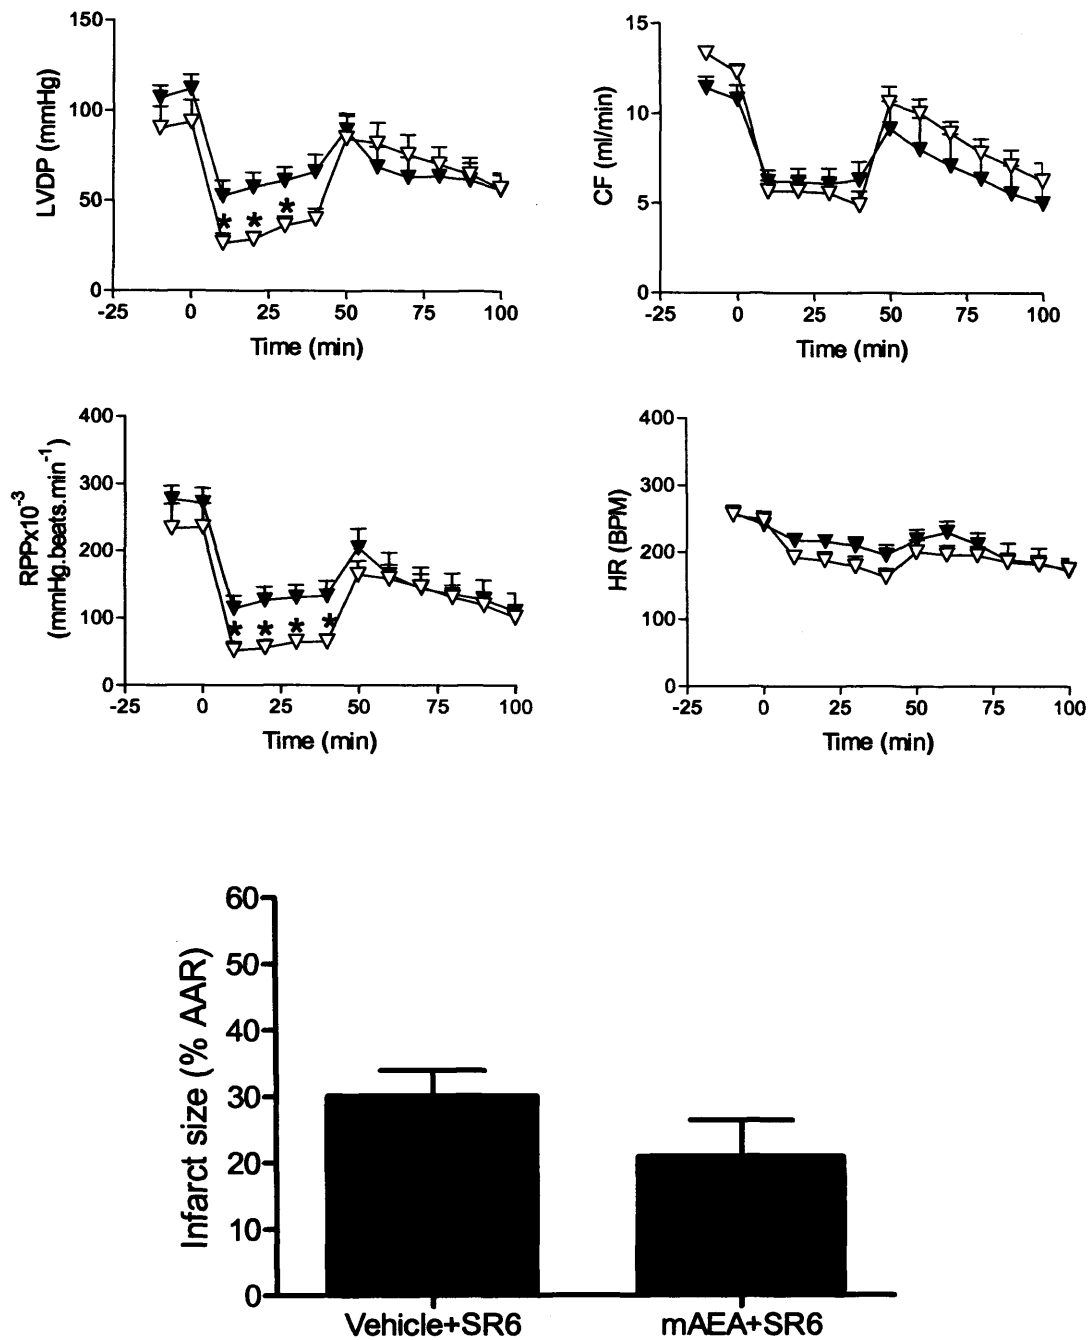 150
100
50
0
LVDP (mmHg)
* * *
-25 0 25 50 75 100
Time (min)
15
10
5
0
CF (ml/min)
-25 0 25 50 75 100
Time (min)
400
300
200
100
0
RPPx10⁻³
(mmHg.beats.min⁻¹)
* * * *
-25 0 25 50 75 100
Time (min)
400
300
200
100
0
HR (BPM)
-25 0 25 50 75 100
Time (min)
60
50
40
30
20
10
0
Infarct size (% AAR)
Vehicle+SR6 mAEA+SR6